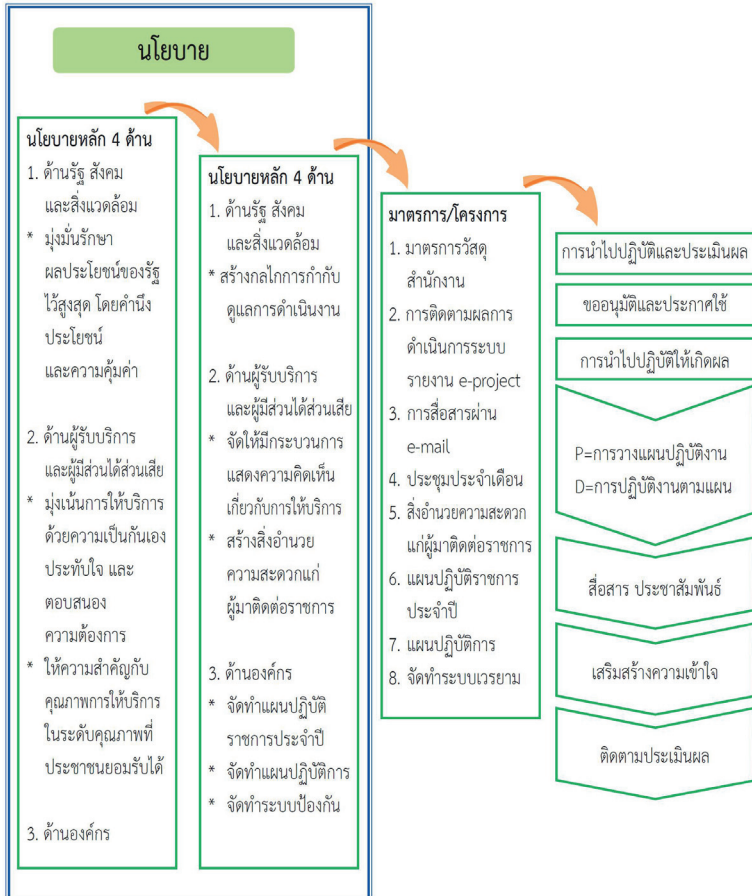 นโยบาย
นโยบายหลัก 4 ด้าน
1. ด้านรัฐ สังคม
และสิ่งแวดล้อม
* มุ่งมั่นรักษา
ผลประโยชน์ของรัฐ
ไว้สูงสุด โดยคำนึง
ประโยชน์
และความคุ้มค่า
2. ด้านผู้รับบริการ
และผู้มีส่วนได้ส่วนเสีย
* มุ่งเน้นการให้บริการ
ด้วยความเป็นกันเอง
ประทับใจ และ
ตอบสนอง
ความต้องการ
* ให้ความสำคัญกับ
คุณภาพการให้บริการ
ในระดับคุณภาพที่
ประชาชนยอมรับได้
3. ด้านองค์กร
นโยบายหลัก 4 ด้าน
1. ด้านรัฐ สังคม
และสิ่งแวดล้อม
* สร้างกลไกการกำกับ
ดูแลการดำเนินงาน
2. ด้านผู้รับบริการ
และผู้มีส่วนได้ส่วนเสีย
* จัดให้มีกระบวนการ
แสดงความคิดเห็น
เกี่ยวกับการให้บริการ
* สร้างสิ่งอำนวย
ความสะดวกแก่
ผู้มาติดต่อราชการ
3. ด้านองค์กร
* จัดทำแผนปฏิบัติ
ราชการประจำปี
* จัดทำแผนปฏิบัติการ
* จัดทำระบบป้องกัน
มาตรการ/โครงการ
1. มาตรการวัสดุ
สำนักงาน
2. การติดตามผลการ
ดำเนินการระบบ
รายงาน e-project
3. การสื่อสารผ่าน
e-mail
4. ประชุมประจำเดือน
5. สิ่งอำนวยความสะดวก
แก่ผู้มาติดต่อราชการ
6. แผนปฏิบัติราชการ
ประจำปี
7. แผนปฏิบัติการ
8. จัดทำระบบเวรยาม
การนำไปปฏิบัติและประเมินผล
ขออนุมัติและประกาศใช้
การนำไปปฏิบัติให้เกิดผล
P=การวางแผนปฏิบัติงาน
D=การปฏิบัติงานตามแผน
สื่อสาร ประชาสัมพันธ์
เสริมสร้างความเข้าใจ
ติดตามประเมินผล